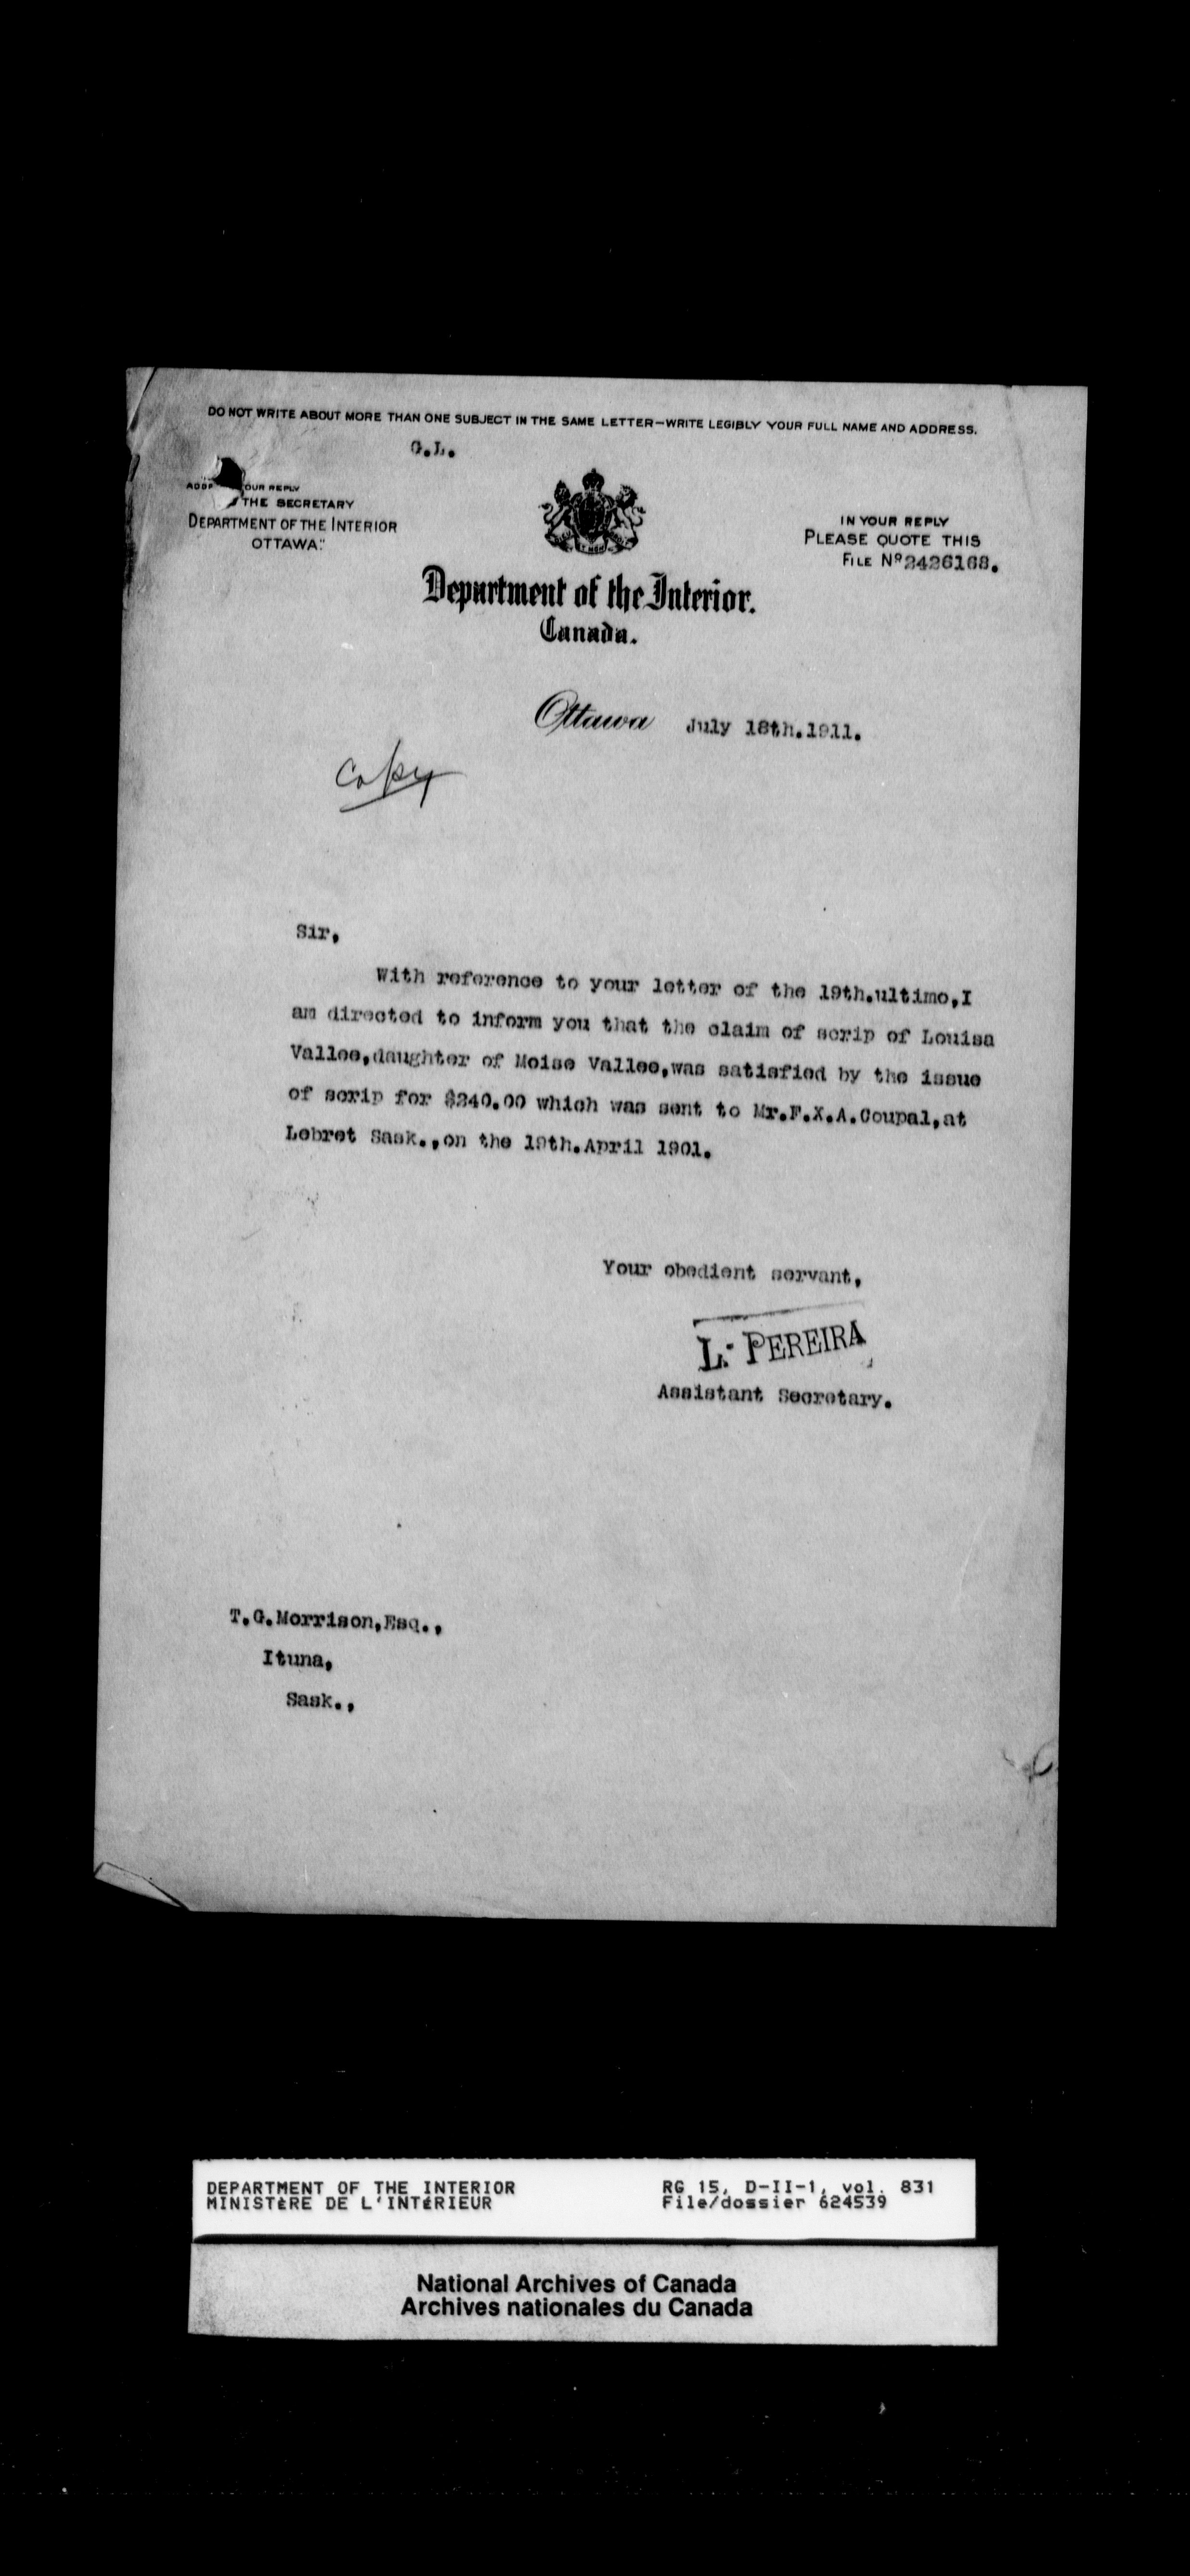 DO NOT WRITE ABOUT MORE THAN ONE SUBJECT IN THE SAME LETTER—WRITE LEGIBLY YOUR FULL NAME AND ADDRESS.
G.L.
OUR REPLY
THE SECRETARY
DEPARTMENT OF THE INTERIOR
OTTAWA."
IN YOUR REPLY
PLEASE QUOTE THIS
FILE No 2426168.
Department of the Interior.
Canada.
Ottawa July 18th.1911.
Copy
Sir,
With reference to your letter of the 19th.ultimo,I
am directed to inform you that the claim of scrip of Louisa
Vallee,daughter of Moise Vallee,was satisfied by the issue
of scrip for $240.00 which was sent to Mr.F.X.A.Coupal,at
Lebret Sask.,on the 19th.April 1901.
Your obedient servant,
L. PEREIRA
Assistant Secretary.
T.G.Morrison,Esq.,
Ituna,
Sask.,
DEPARTMENT OF THE INTERIOR
MINISTÈRE DE L'INTÉRIEUR
RG 15, D-II-1, vol. 831
File/dossier 624539
National Archives of Canada
Archives nationales du Canada